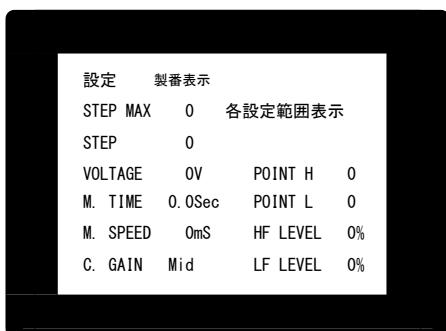 設定 製番表示
STEP MAX 0 各設定範囲表示
STEP 0
VOLTAGE 0V POINT H 0
M. TIME 0.0Sec POINT L 0
M. SPEED 0mS HF LEVEL 0%
C. GAIN Mid LF LEVEL 0%